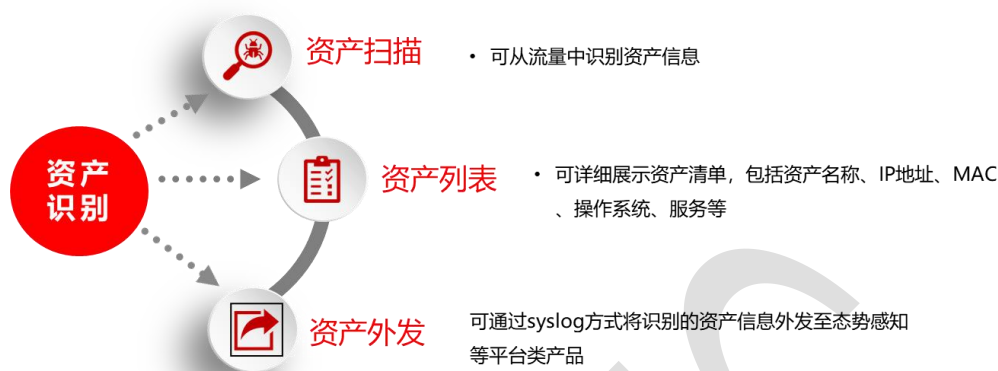 资产扫描
• 可从流量中识别资产信息
资产
识别
资产列表
• 可详细展示资产清单，包括资产名称、IP地址、MAC
、操作系统、服务等
资产外发
可通过syslog方式将识别的资产信息外发至态势感知
等平台类产品